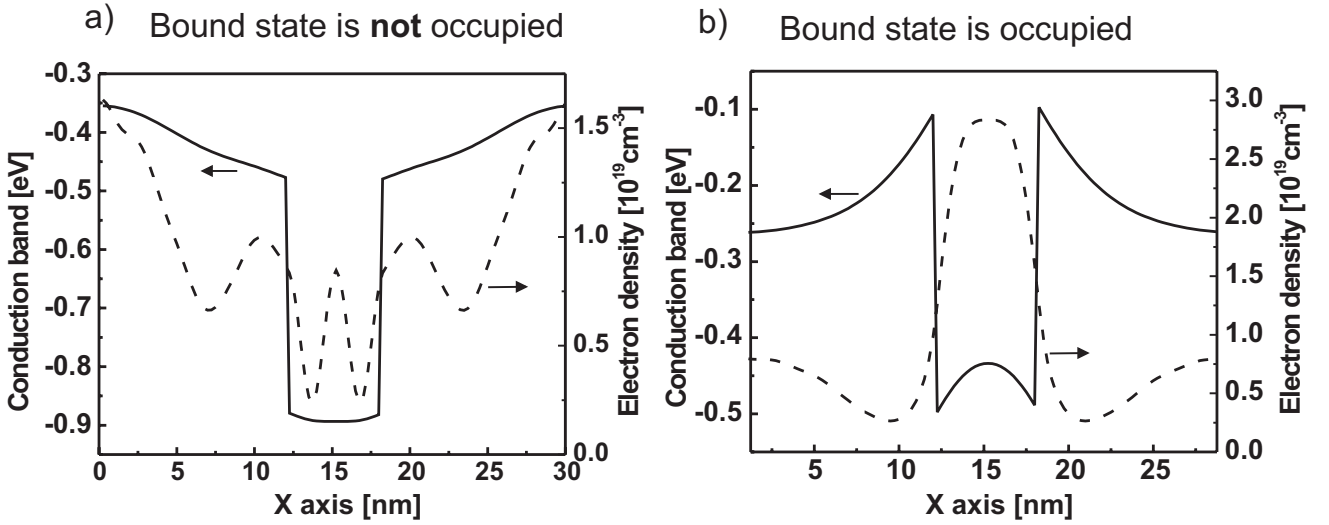 a) Bound state is not occupied
-0.3
-0.4
-0.5
-0.6
-0.7
-0.8
-0.9
Conduction band [eV]
0 5 10 15 20 25 30
X axis [nm]
1.5
1.0
0.5
0.0
Electron density [10^19cm^-3]
b) Bound state is occupied
-0.1
-0.2
-0.3
-0.4
-0.5
Conduction band [eV]
5 10 15 20 25
X axis [nm]
3.0
2.5
2.0
1.5
1.0
0.5
0.0
Electron density [10^19cm^-3]